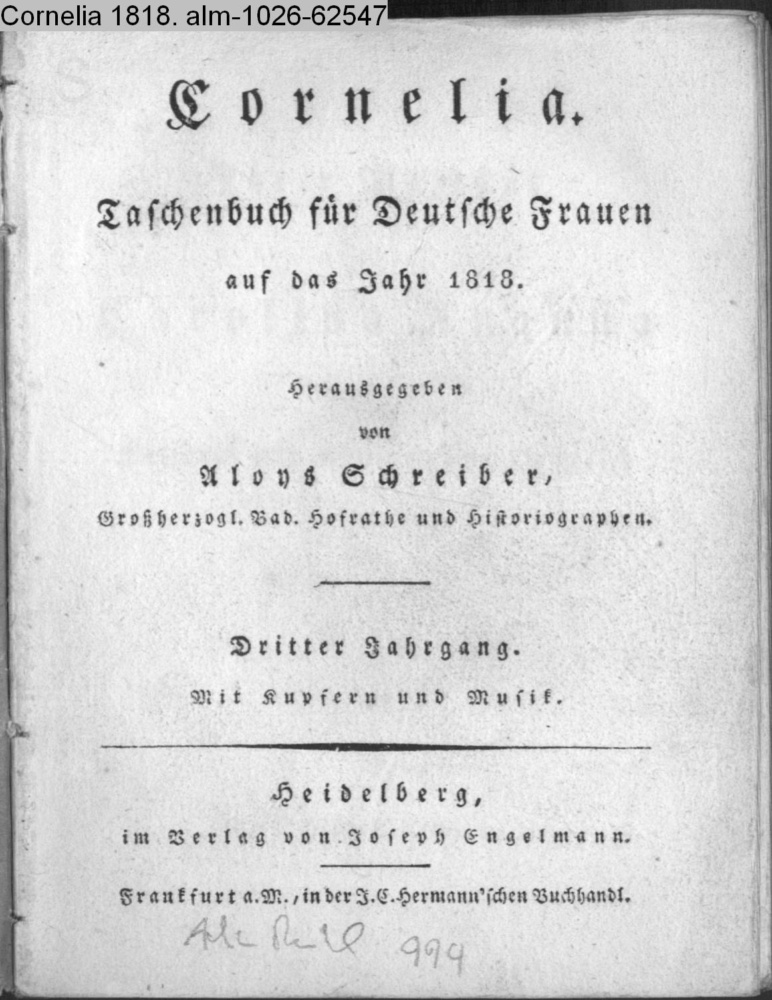 Cornelia 1818. alm-1026-62547
Cornelia.
Taschenbuch für Deutsche Frauen
auf das Jahr 1818.
Herausgegeben
von
Aloys Schreiber,
Großherzogl. Bad. Hofrathe und Historiographen.
Dritter Jahrgang.
Mit Kupfern und Musik.
Heidelberg,
im Verlag von Joseph Engelmann.
Frankfurt a. M., in der J. C. Hermann'schen Buchhandl.
994